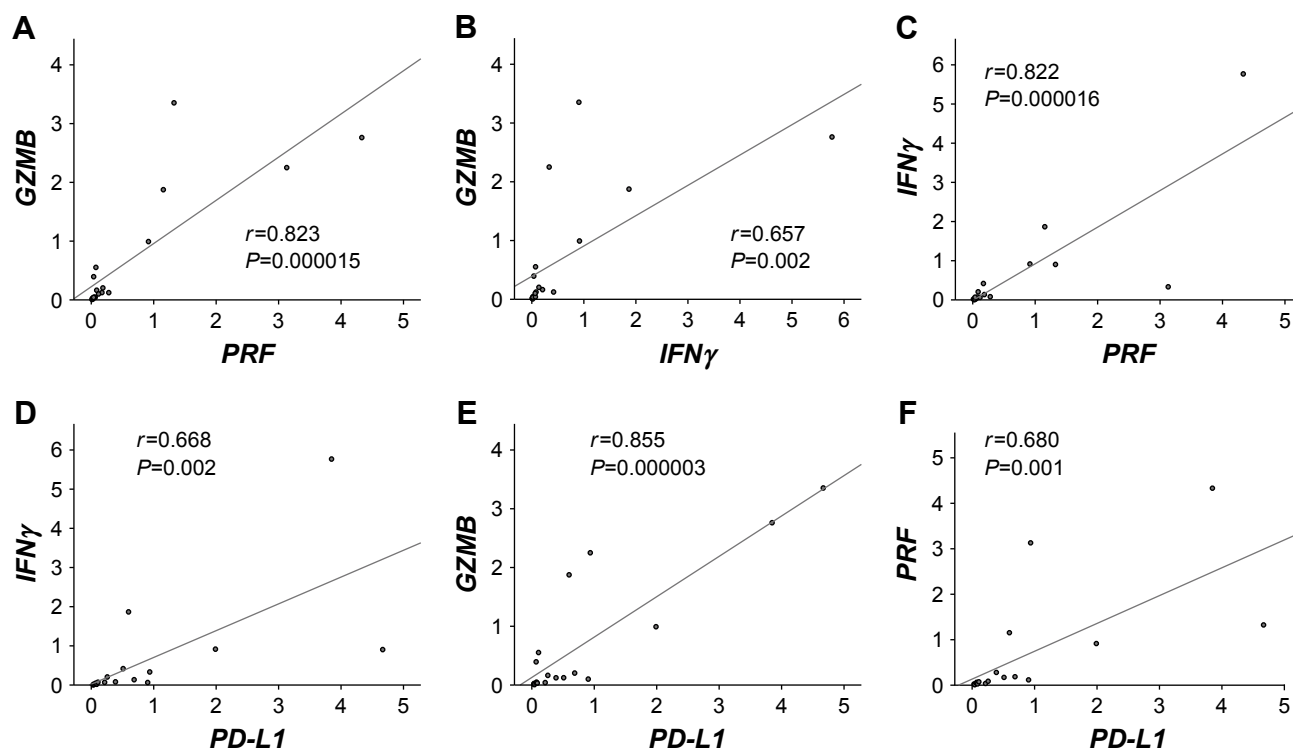 A
GZMB
4
3
2
1
0
r=0.823
P=0.000015
0 1 2 3 4 5
PRF
B
GZMB
4
3
2
1
0
r=0.657
P=0.002
0 1 2 3 4 5 6
IFNγ
C
IFNγ
6
5
4
3
2
1
0
r=0.822
P=0.000016
0 1 2 3 4 5
PRF
D
IFNγ
6
5
4
3
2
1
0
r=0.668
P=0.002
0 1 2 3 4 5
PD-L1
E
GZMB
4
3
2
1
0
r=0.855
P=0.000003
0 1 2 3 4 5
PD-L1
F
PRF
5
4
3
2
1
0
r=0.680
P=0.001
0 1 2 3 4 5
PD-L1